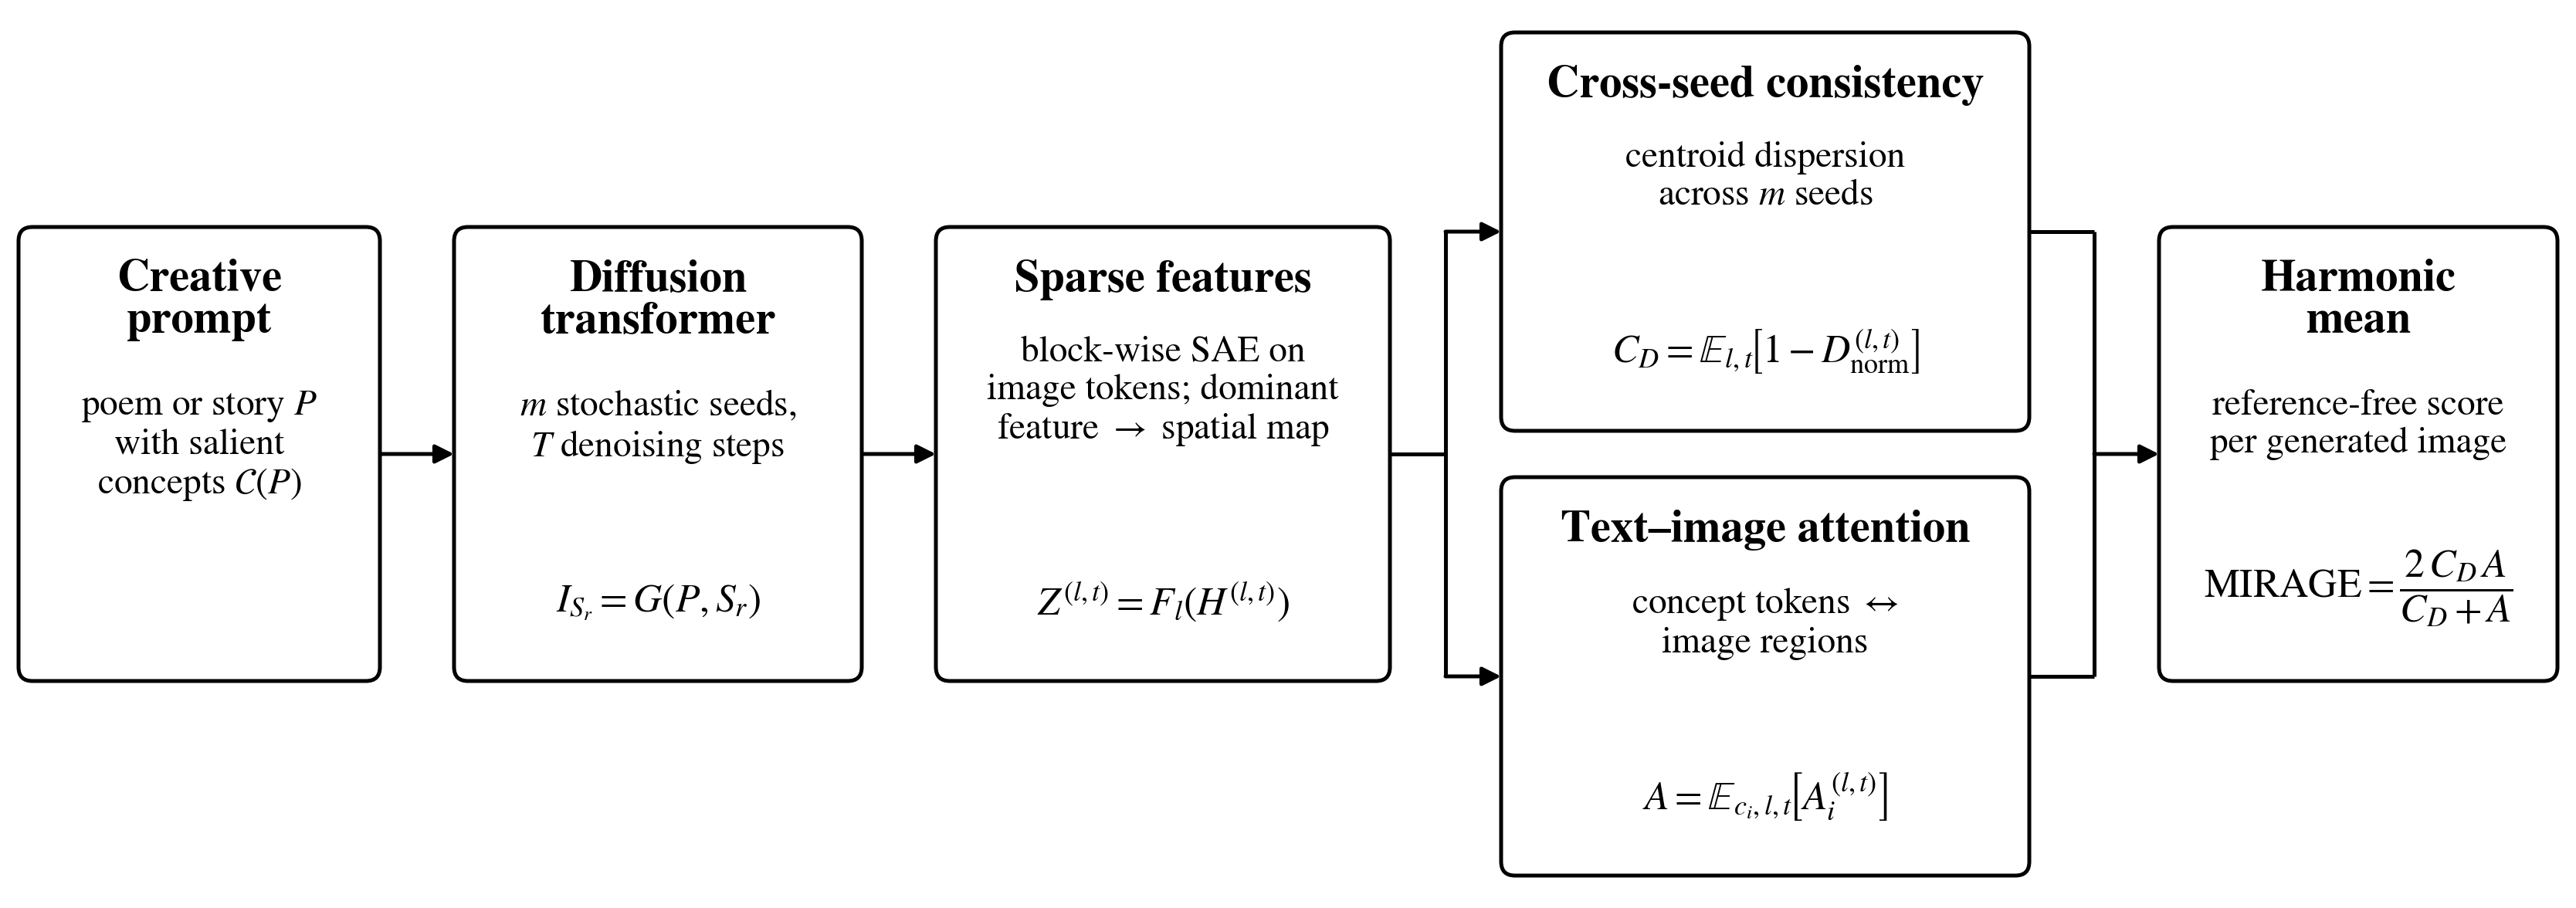 Creative
prompt
poem or story P
with salient
concepts 𝒞(P)
Diffusion
transformer
m stochastic seeds,
T denoising steps
I_{S_r} = G(P, S_r)
Sparse features
block-wise SAE on
image tokens; dominant
feature → spatial map
Z^{(l, t)} = F_l(H^{(l, t)})
Cross-seed consistency
centroid dispersion
across m seeds
C_D = 𝔼_{l, t}[1 − D_{norm}^{(l, t)}]
Text–image attention
concept tokens ↔
image regions
A = 𝔼_{c_i, l, t}[A_i^{(l, t)}]
Harmonic
mean
reference-free score
per generated image
MIRAGE = \frac{2 C_D A}{C_D + A}